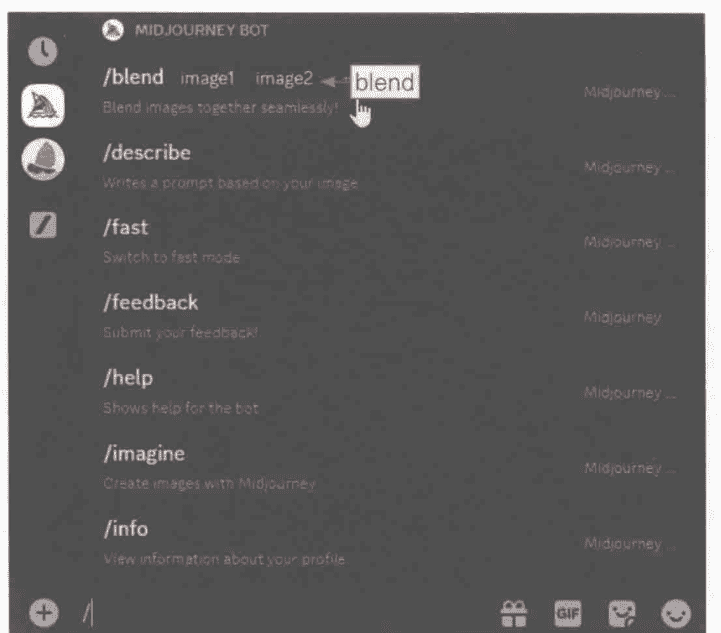 MIDJOURNEY BOT
/blend image1 image2 blend
Blend images together seamlessly! Midjourney ...
/describe
Writes a prompt based on your image Midjourney ...
/fast
Switch to fast mode Midjourney ...
/feedback
Submit your feedback! Midjourney
/help
Shows help for the bot Midjourney ...
/imagine
Create images with Midjourney Midjourney ...
/info
View information about your profile Midjourney ...
/
GIF